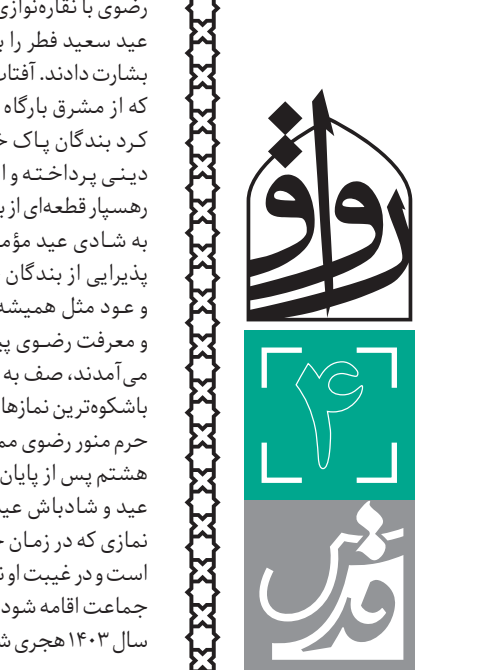 رضوی با نقاره‌نوازی
عید سعید فطر را
بشارت دادند. آفتاب
که از مشرق بارگاه
کرد بندگان پاک
دینی پرداخته و
رهسپار قطعه‌ای از
به شادی عید
پذیرایی از بندگان
و عود مثل همیشه
و معرفت رضوی
می‌آمدند، صف به
باشکوه‌ترین نمازها
حرم منور رضوی
هشتم پس از پایان
عید و شادباش
نمازی که در زمان
است و در غیبت او
جماعت اقامه شود
سال ۱۴۰۳ هجری
رواق
۴
قدس